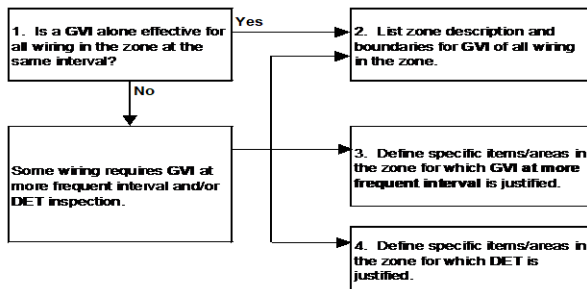 1. Is a GVI alone effective for
all wiring in the zone at the
same interval?
Yes
2. List zone description and
boundaries for GVI of all wiring
in the zone.
No
Some wiring requires GVI at
more frequent interval and/or
DET inspection.
3. Define specific items/areas in
the zone for which GVI at more
frequent interval is justified.
4. Define specific items/areas in
the zone for which DET is
justified.